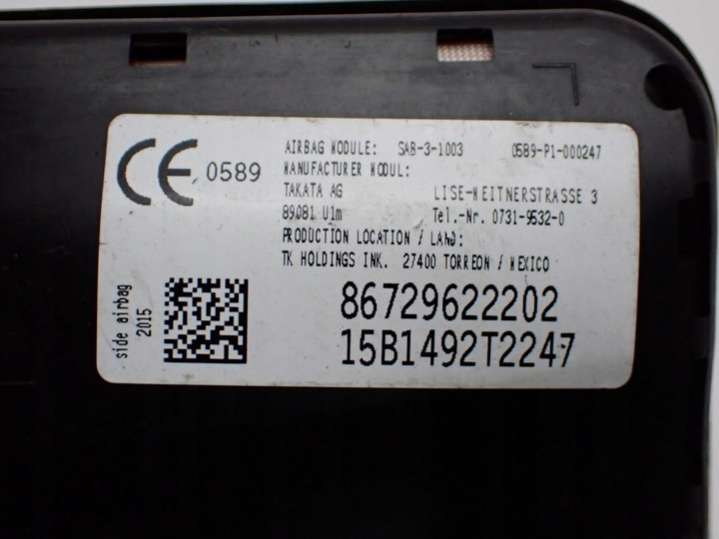 CE 0589
AIRBAG MODULE: SAB-3-1003 0589-P1-000247
MANUFACTURER MODUL:
TAKATA AG LISE-MEITNERSTRASSE 3
89081 Ulm Tel.-Nr. 0731-9532-0
PRODUCTION LOCATION / LAND:
TK HOLDINGS INK. 27400 TORREON / MEXICO
side airbag
2015
86729622202
15B1492T2247